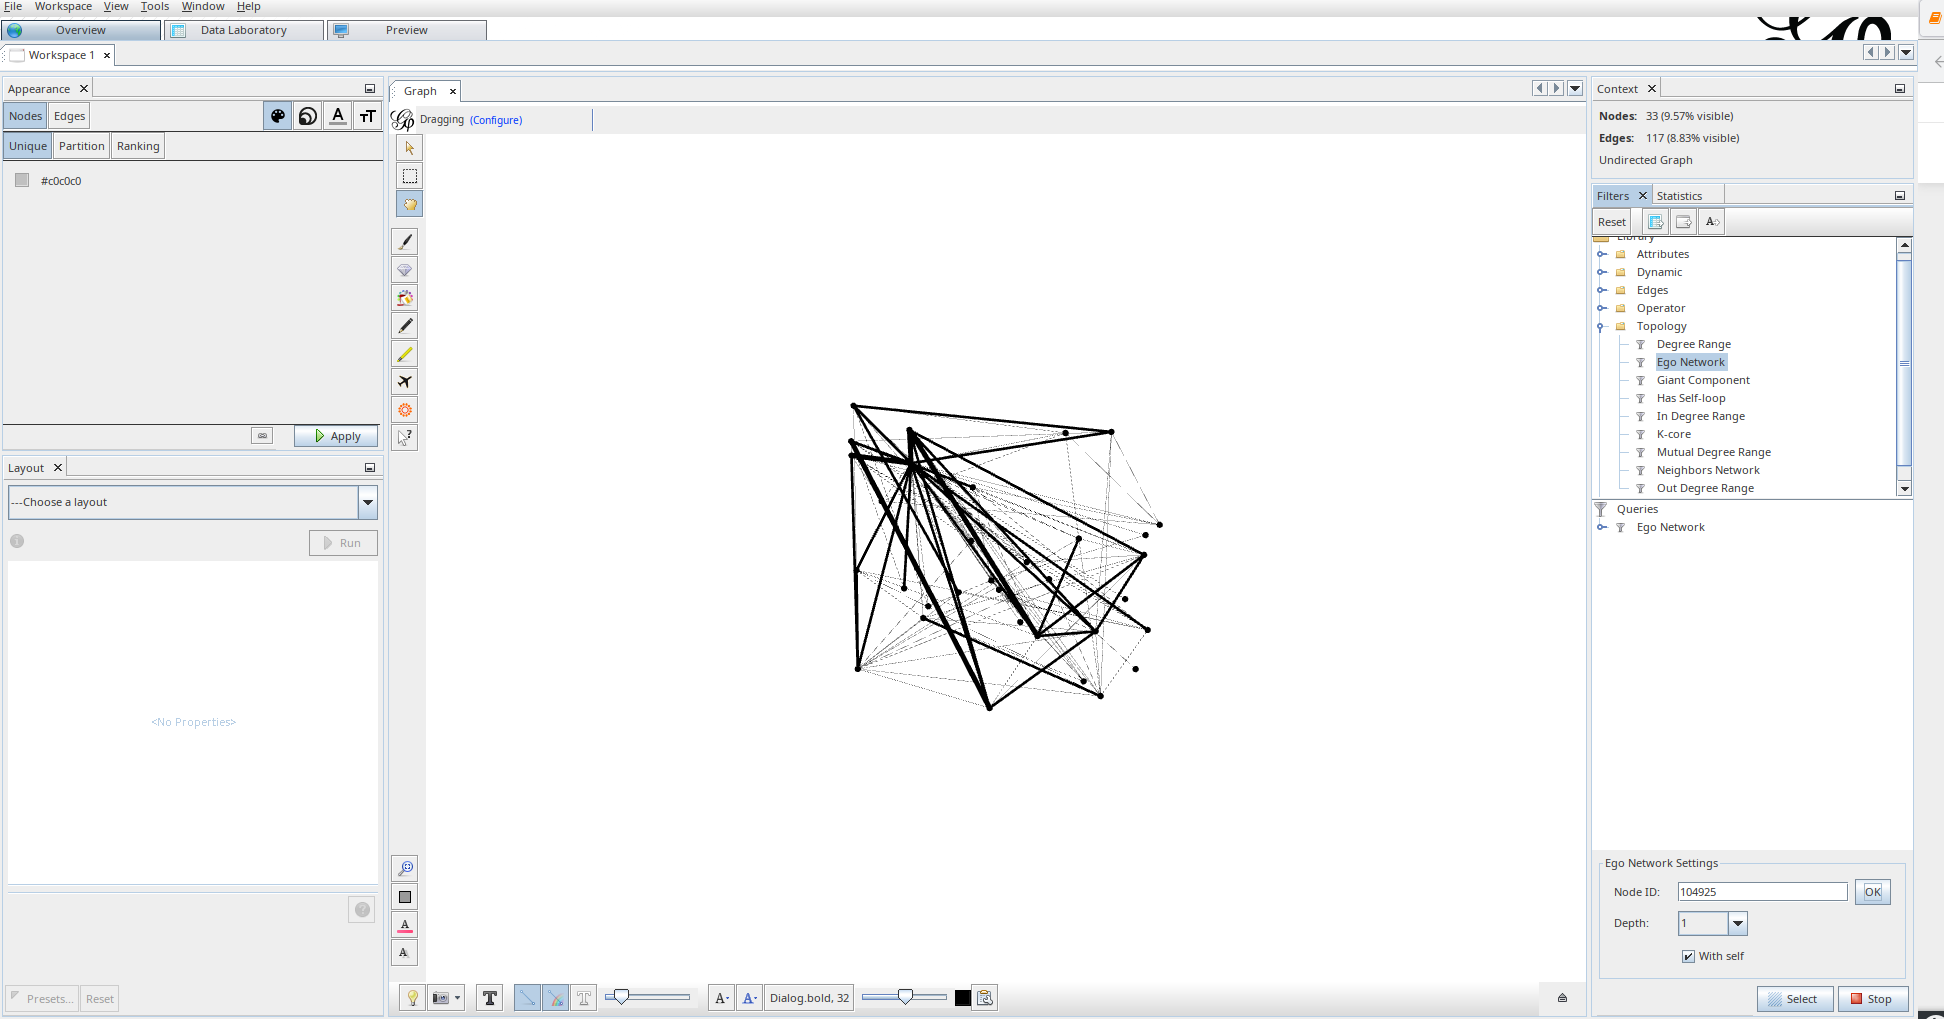 File Workspace View Tools Window Help
Overview Data Laboratory Preview
Workspace 1
Appearance
Nodes Edges
Unique Partition Ranking
#c0c0c0
Apply
Layout
---Choose a layout
Run
<No Properties>
Presets... Reset
Graph
Dragging (Configure)
Dialog.bold, 32
Context
Nodes: 33 (9.57% visible)
Edges: 117 (8.83% visible)
Undirected Graph
Filters Statistics
Reset
Library
Attributes
Dynamic
Edges
Operator
Topology
Degree Range
Ego Network
Giant Component
Has Self-loop
In Degree Range
K-core
Mutual Degree Range
Neighbors Network
Out Degree Range
Queries
Ego Network
Ego Network Settings
Node ID: 104925 OK
Depth: 1
With self
Select Stop